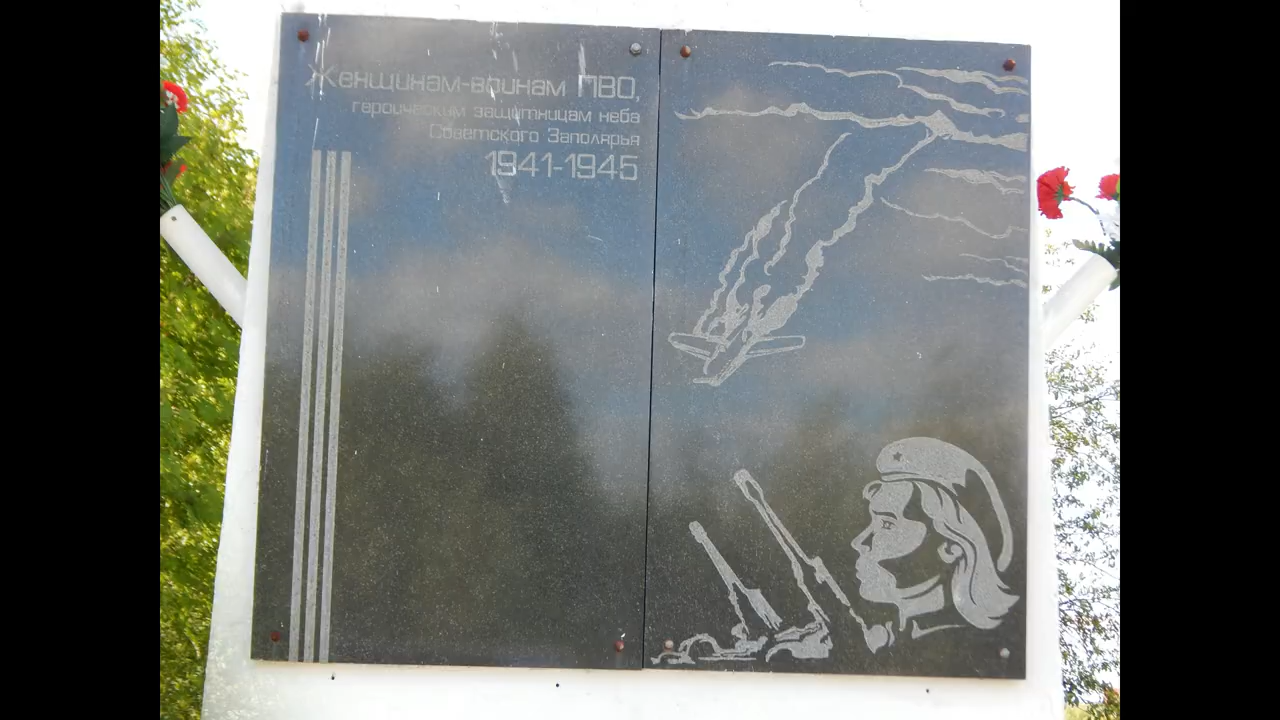 Женщинам-воинам ПВО,
героическим защитницам неба
Советского Заполярья
1941-1945